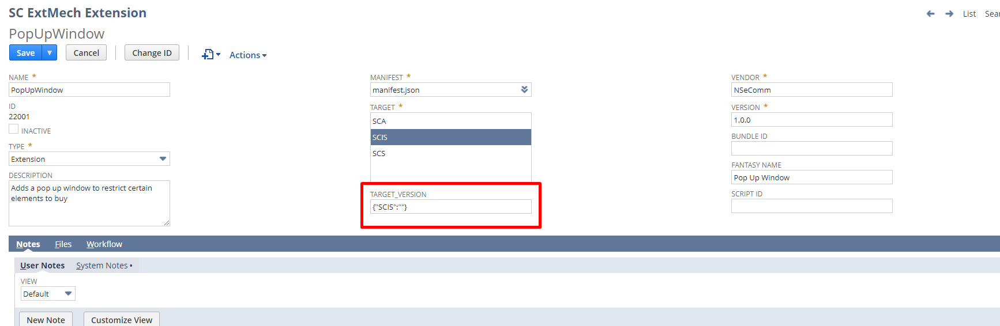 SC ExtMech Extension
List
Sear
PopUpWindow
Save
Cancel
Change ID
Actions
NAME *
PopUpWindow
ID
22001
INACTIVE
TYPE *
Extension
DESCRIPTION
Adds a pop up window to restrict certain
elements to buy
MANIFEST *
manifest.json
TARGET *
SCA
SCIS
SCS
TARGET_VERSION
{"SCIS":""}
VENDOR *
NSeComm
VERSION *
1.0.0
BUNDLE ID
FANTASY NAME
Pop Up Window
SCRIPT ID
Notes Files Workflow
User Notes System Notes •
VIEW
Default
New Note Customize View